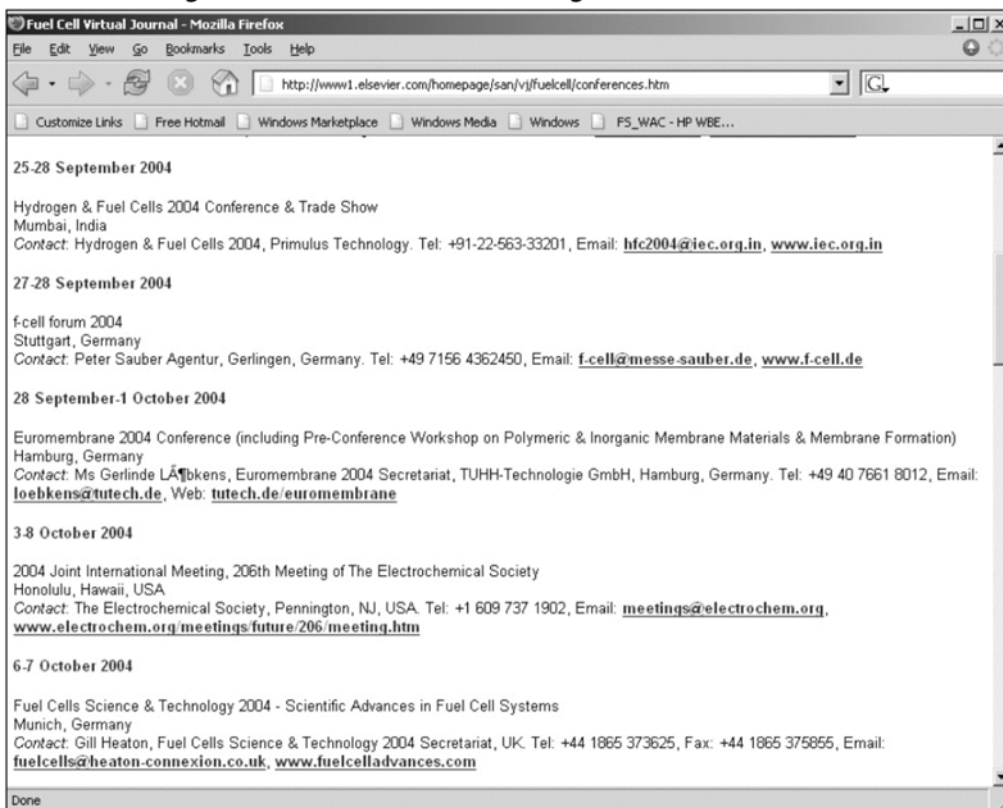 Fuel Cell Virtual Journal - Mozilla Firefox
File Edit View Go Bookmarks Tools Help
http://www1.elsevier.com/homepage/san/vj/fuelcell/conferences.htm
G
Customize Links Free Hotmail Windows Marketplace Windows Media Windows FS_WAC - HP WBE...
25-28 September 2004
Hydrogen & Fuel Cells 2004 Conference & Trade Show
Mumbai, India
Contact: Hydrogen & Fuel Cells 2004, Primulus Technology. Tel: +91-22-563-33201, Email: hfc2004@iec.org.in, www.iec.org.in
27-28 September 2004
f-cell forum 2004
Stuttgart, Germany
Contact: Peter Sauber Agentur, Gerlingen, Germany. Tel: +49 7156 4362450, Email: f-cell@messe-sauber.de, www.f-cell.de
28 September-1 October 2004
Euromembrane 2004 Conference (including Pre-Conference Workshop on Polymeric & Inorganic Membrane Materials & Membrane Formation)
Hamburg, Germany
Contact: Ms Gerlinde LÃ¶bkens, Euromembrane 2004 Secretariat, TUHH-Technologie GmbH, Hamburg, Germany. Tel: +49 40 7661 8012, Email:
loebkens@tutech.de, Web: tutech.de/euromembrane
3-8 October 2004
2004 Joint International Meeting, 206th Meeting of The Electrochemical Society
Honolulu, Hawaii, USA
Contact: The Electrochemical Society, Pennington, NJ, USA. Tel: +1 609 737 1902, Email: meetings@electrochem.org,
www.electrochem.org/meetings/future/206/meeting.htm
6-7 October 2004
Fuel Cells Science & Technology 2004 - Scientific Advances in Fuel Cell Systems
Munich, Germany
Contact: Gill Heaton, Fuel Cells Science & Technology 2004 Secretariat, UK. Tel: +44 1865 373625, Fax: +44 1865 375855, Email:
fuelcells@heaton-connexion.co.uk, www.fuelcelladvances.com
Done